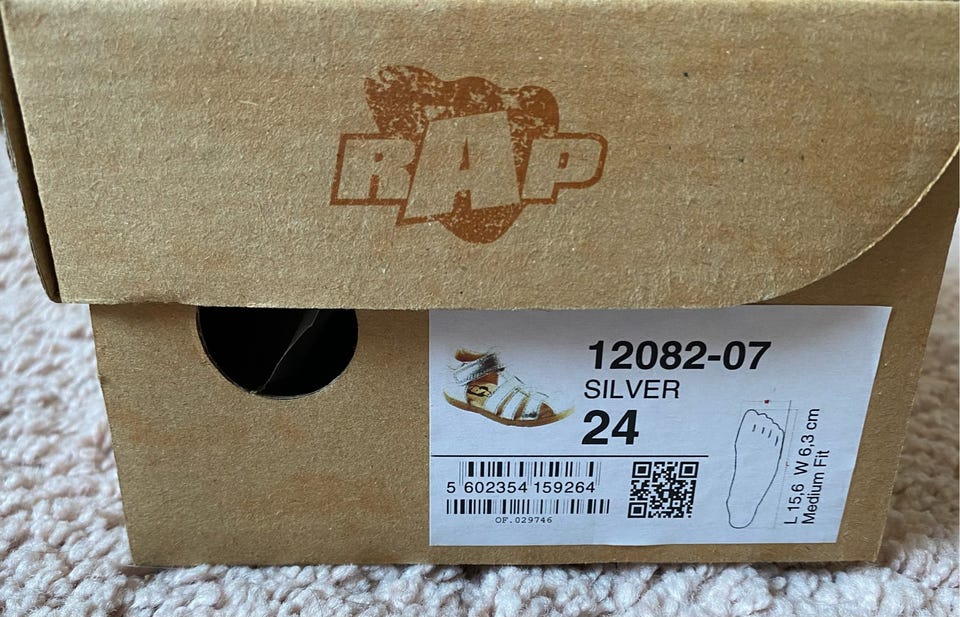 RAP
12082-07
SILVER
24
5 602354 159264
OF.029746
L 15,6 W 6,3 cm
Medium Fit